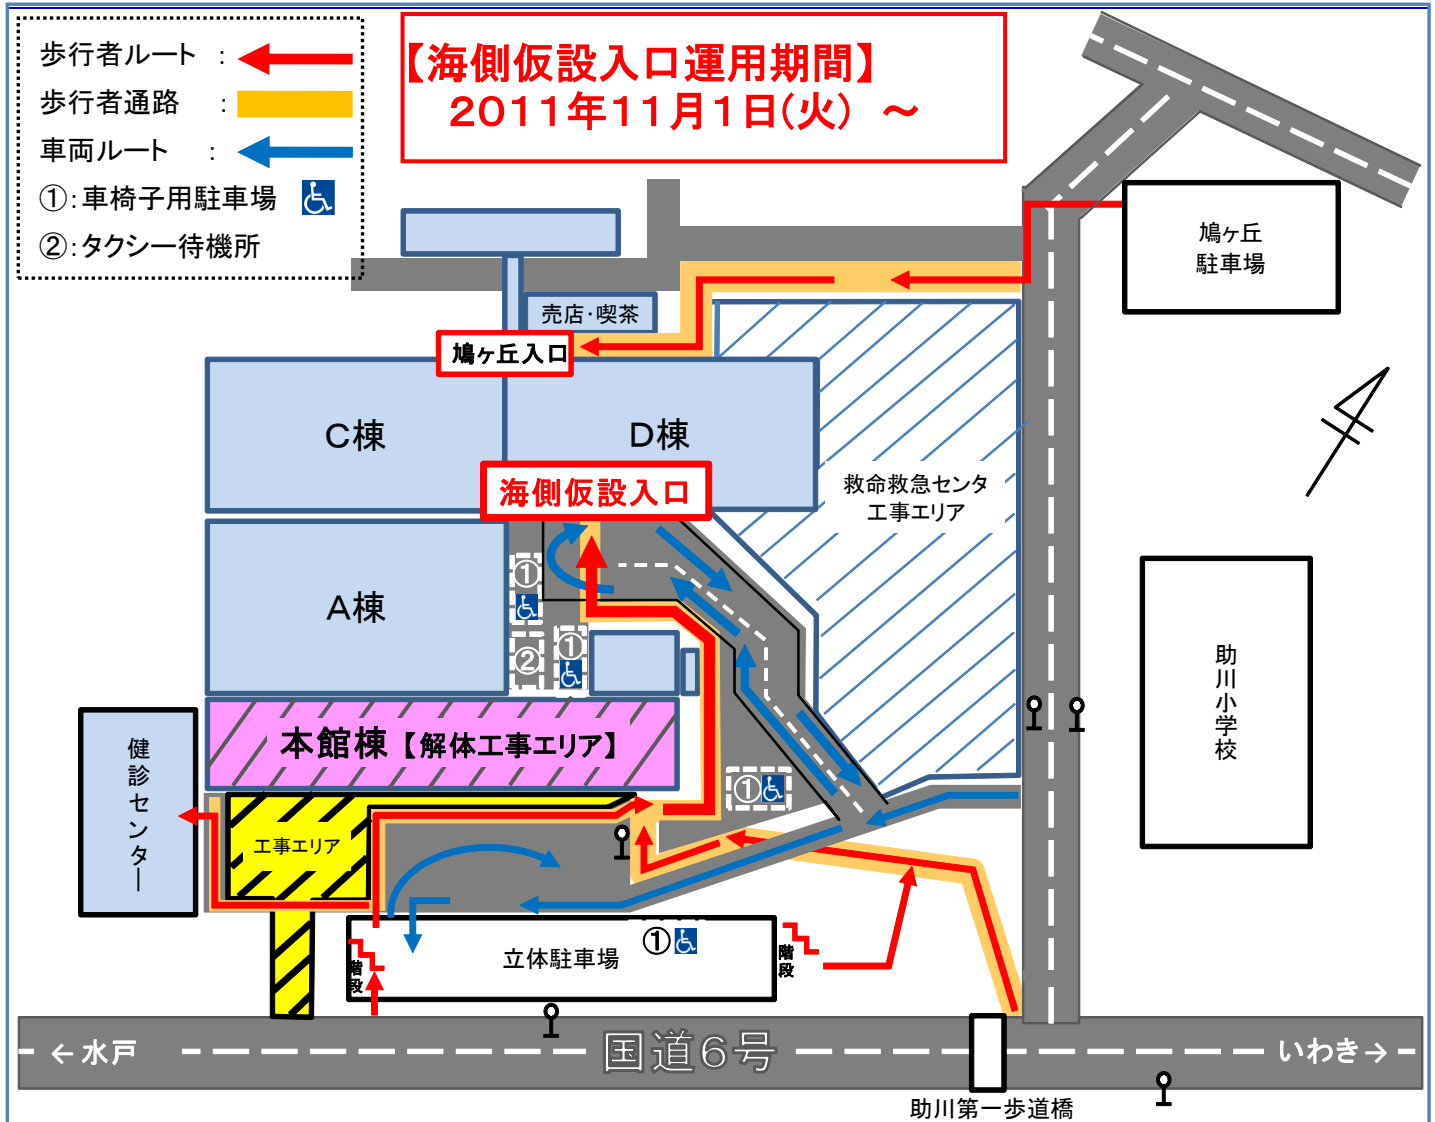 歩行者ルート :
歩行者通路 :
車両ルート :
①:車椅子用駐車場
②:タクシー待機所
【海側仮設入口運用期間】
2011年11月1日(火) ～
鳩ヶ丘
駐車場
売店・喫茶
鳩ヶ丘入口
C棟
D棟
海側仮設入口
救命救急センタ
工事エリア
A棟
①
②
①
助川小学校
本館棟【解体工事エリア】
①
健診センター
工事エリア
立体駐車場
①
階段
階段
←水戸
国道6号
いわき→
助川第一歩道橋